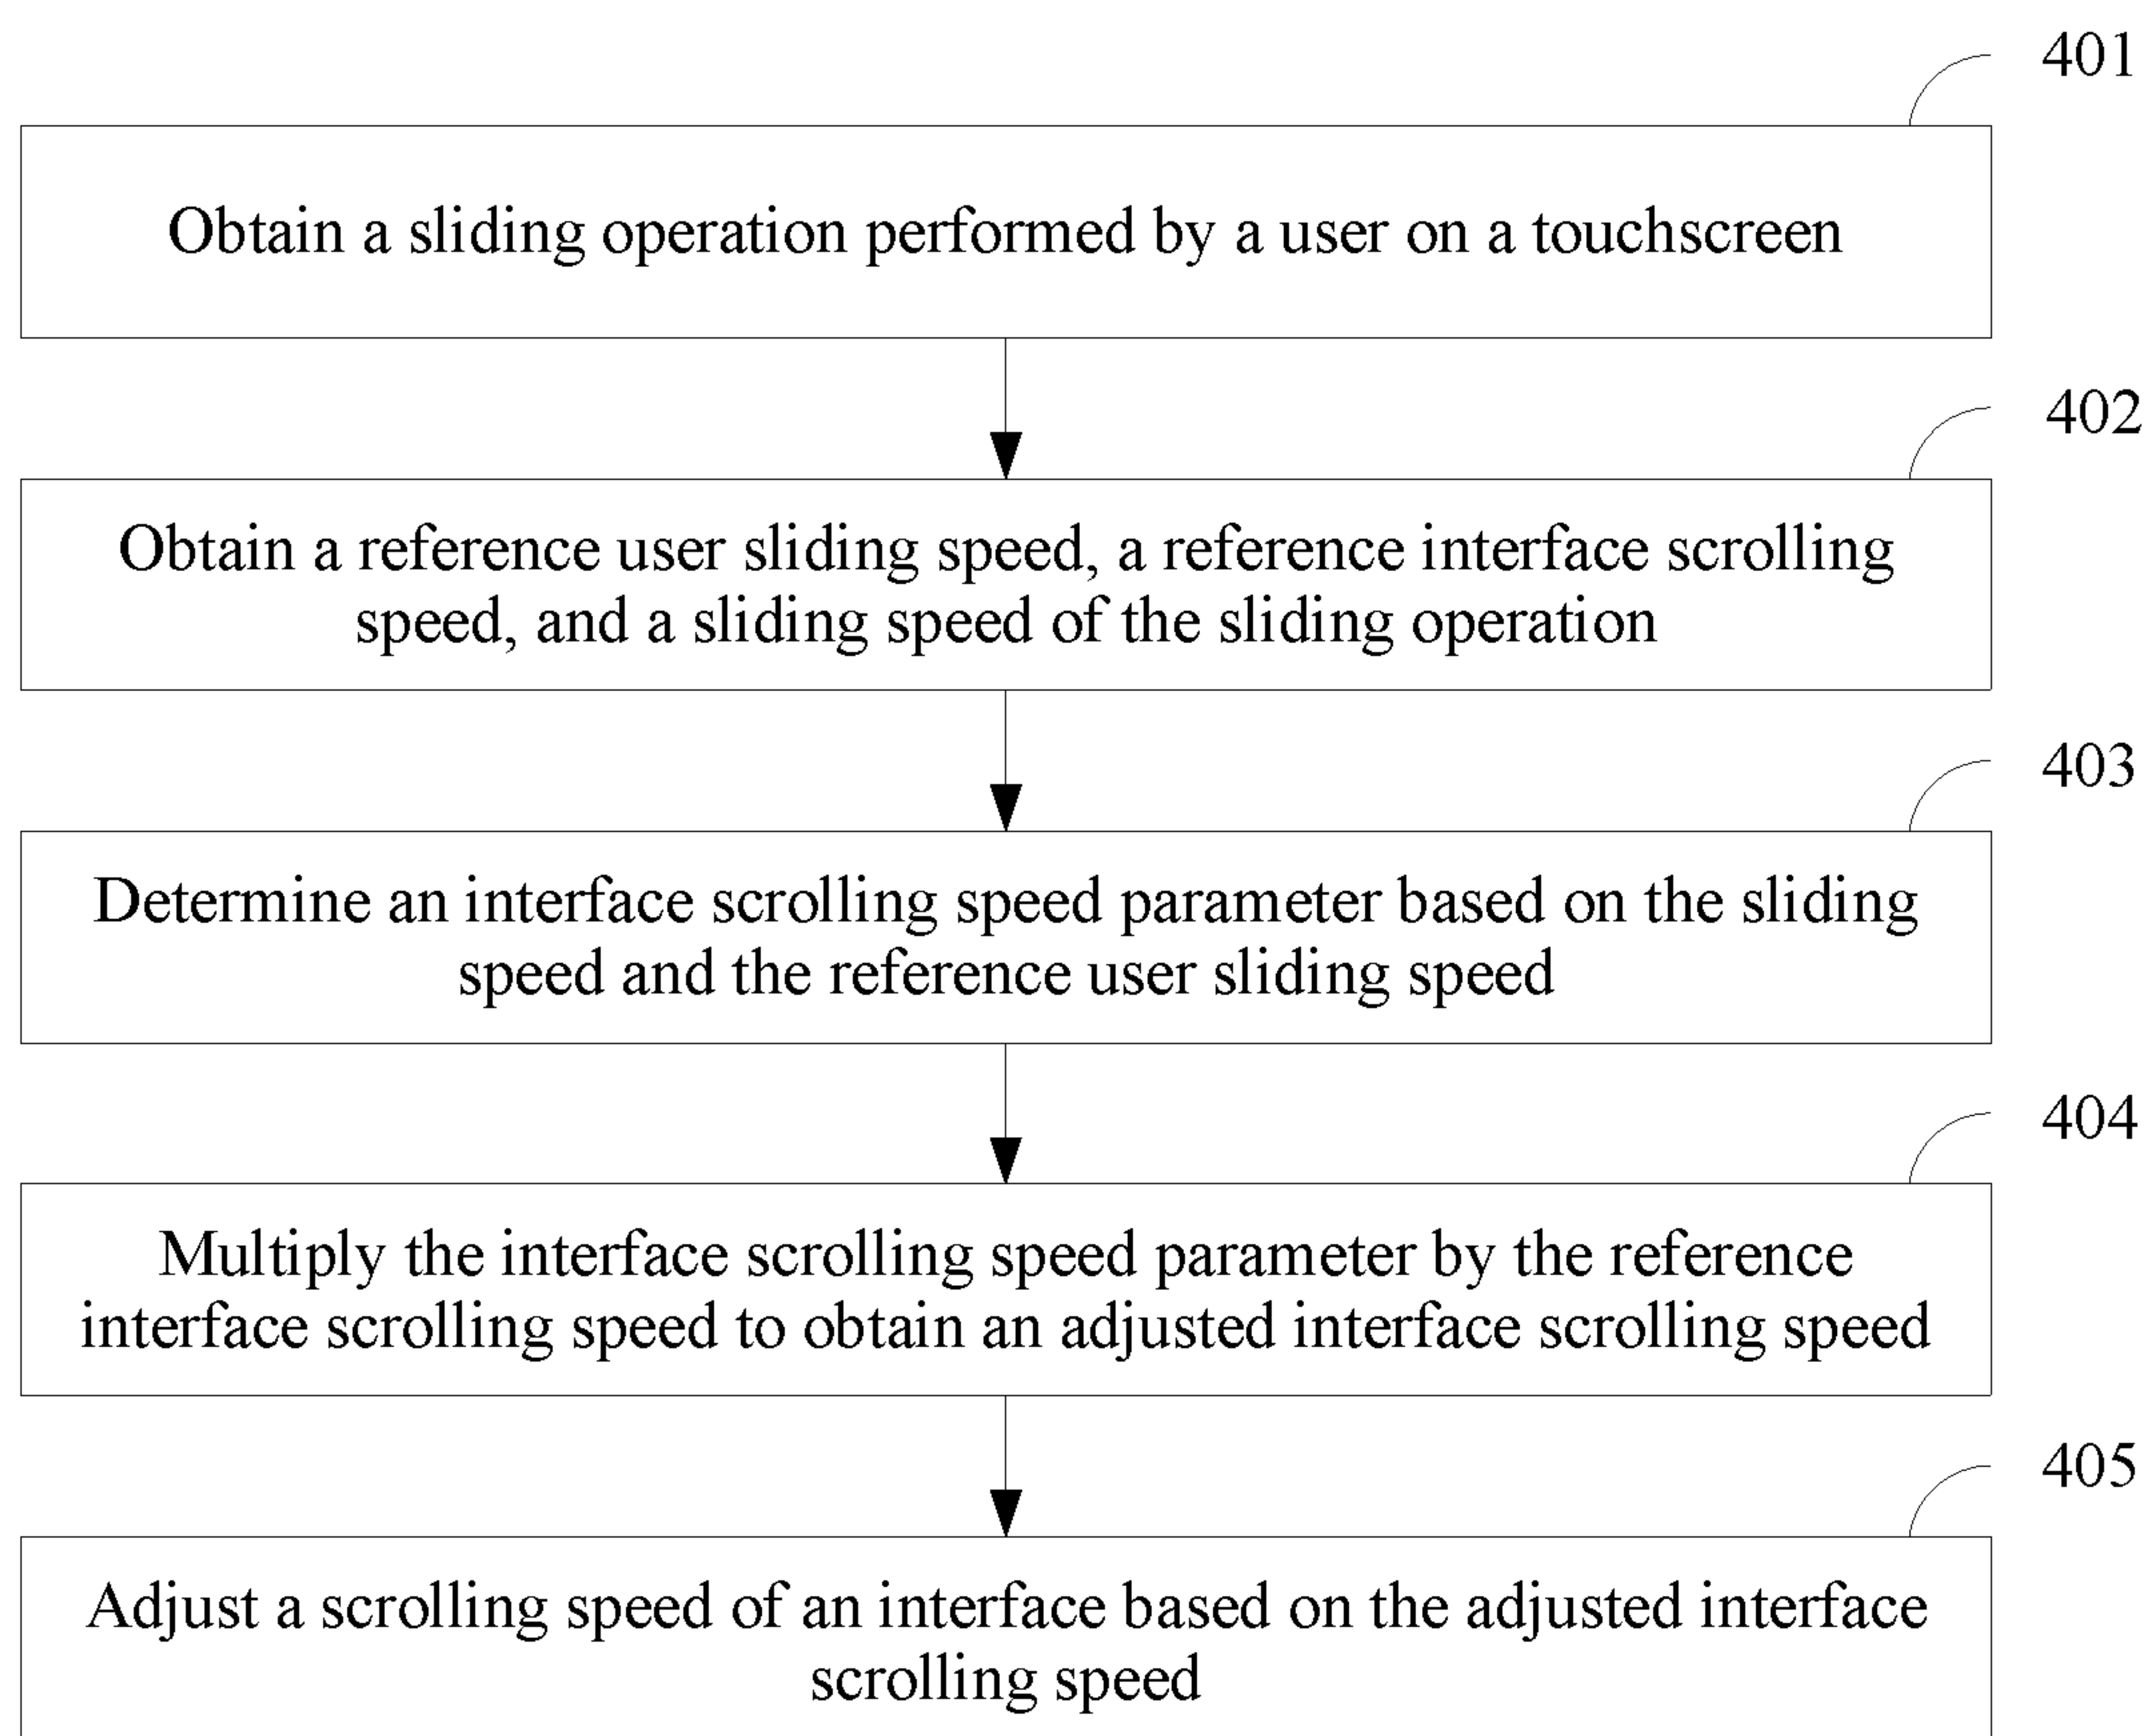 401
Obtain a sliding operation performed by a user on a touchscreen
402
Obtain a reference user sliding speed, a reference interface scrolling
speed, and a sliding speed of the sliding operation
403
Determine an interface scrolling speed parameter based on the sliding
speed and the reference user sliding speed
404
Multiply the interface scrolling speed parameter by the reference
interface scrolling speed to obtain an adjusted interface scrolling speed
405
Adjust a scrolling speed of an interface based on the adjusted interface
scrolling speed